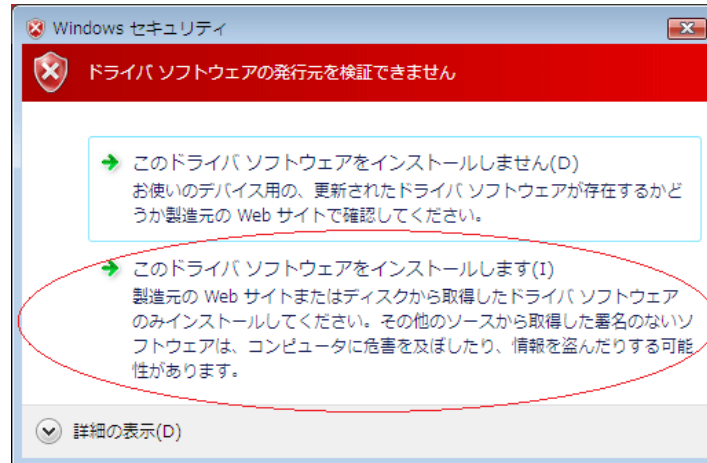 Windows セキュリティ
ドライバ ソフトウェアの発行元を検証できません
このドライバ ソフトウェアをインストールしません(D)
お使いのデバイス用の、更新されたドライバ ソフトウェアが存在するかど
うか製造元の Web サイトで確認してください。
このドライバ ソフトウェアをインストールします(I)
製造元の Web サイトまたはディスクから取得したドライバ ソフトウェア
のみインストールしてください。その他のソースから取得した署名のないソ
フトウェアは、コンピュータに危害を及ぼしたり、情報を盗んだりする可能
性があります。
詳細の表示(D)